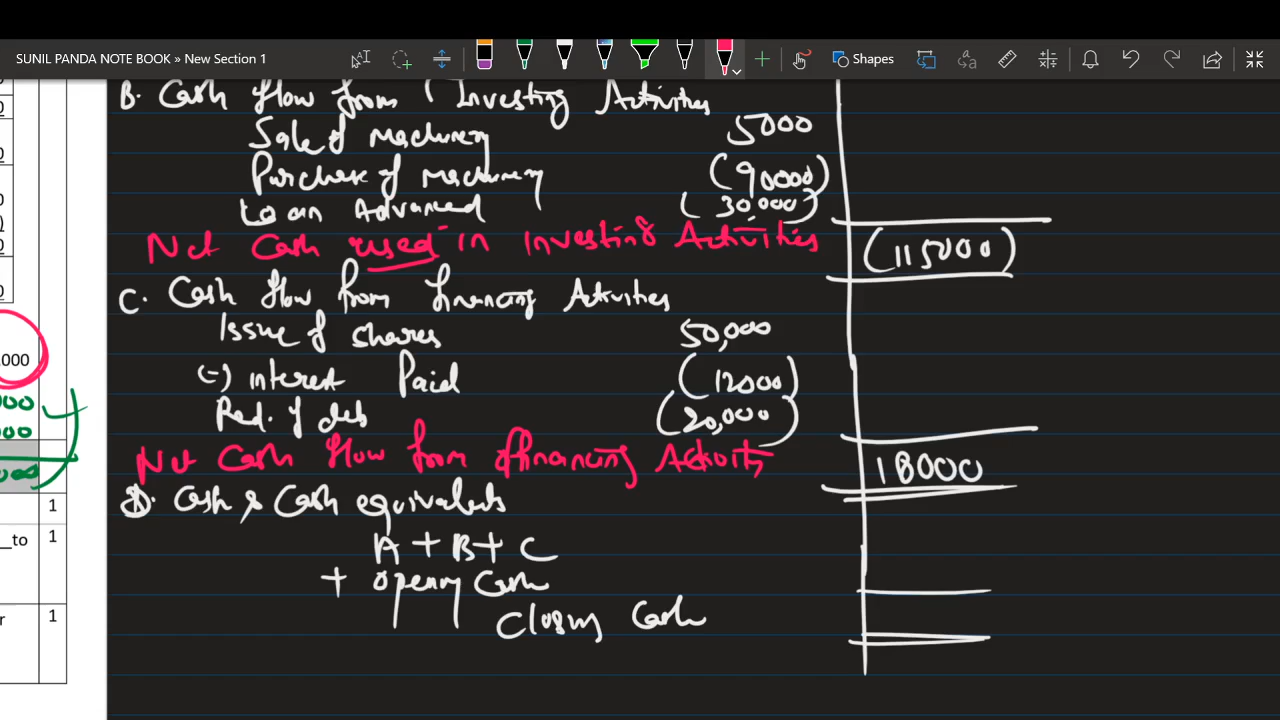 SUNIL PANDA NOTE BOOK » New Section 1
Shapes
B. Cash flow from Investing Activities
Sale of machinery 5000
Purchase of machinery (90000)
Loan Advanced (30,000)
Net Cash used in Investing Activities (115000)
C. Cash flow from financing Activities
Issue of shares 50,000
000
(-) interest Paid (12000)
Red. of deb (20,000)
Net Cash flow from financing Activity 18000
D. Cash & Cash equivalents
1
A + B + C
_to 1
+ opening Cash
Closing Cash
r 1